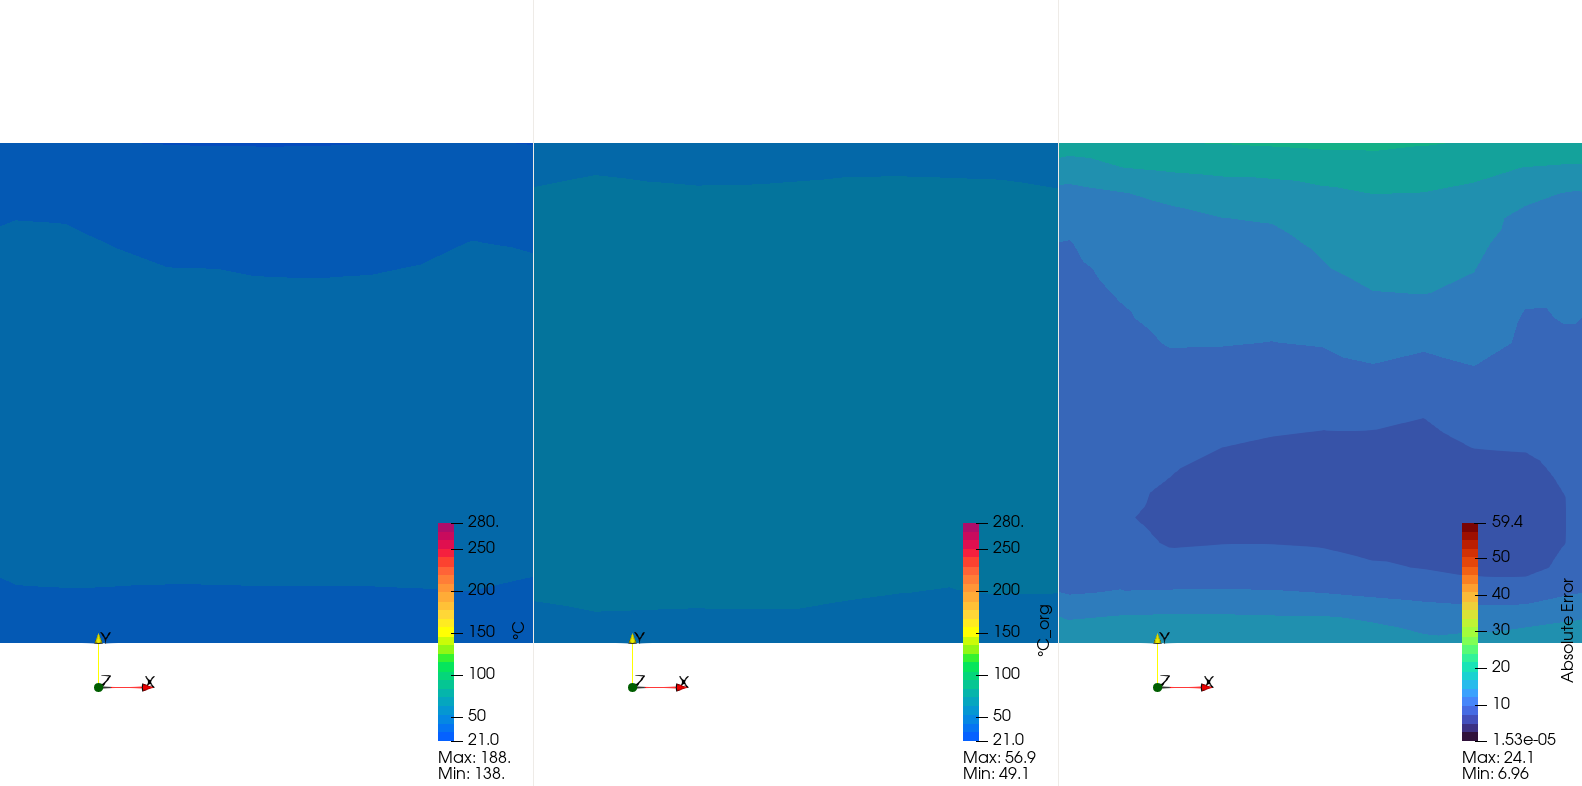 280.
250
200
150
100
50
21.0
°C
Max: 188.
Min: 138.
Y
Z
X
280.
250
200
150
100
50
21.0
°C_org
Max: 56.9
Min: 49.1
Y
Z
X
59.4
50
40
30
20
10
1.53e-05
Absolute Error
Max: 24.1
Min: 6.96
Y
Z
X